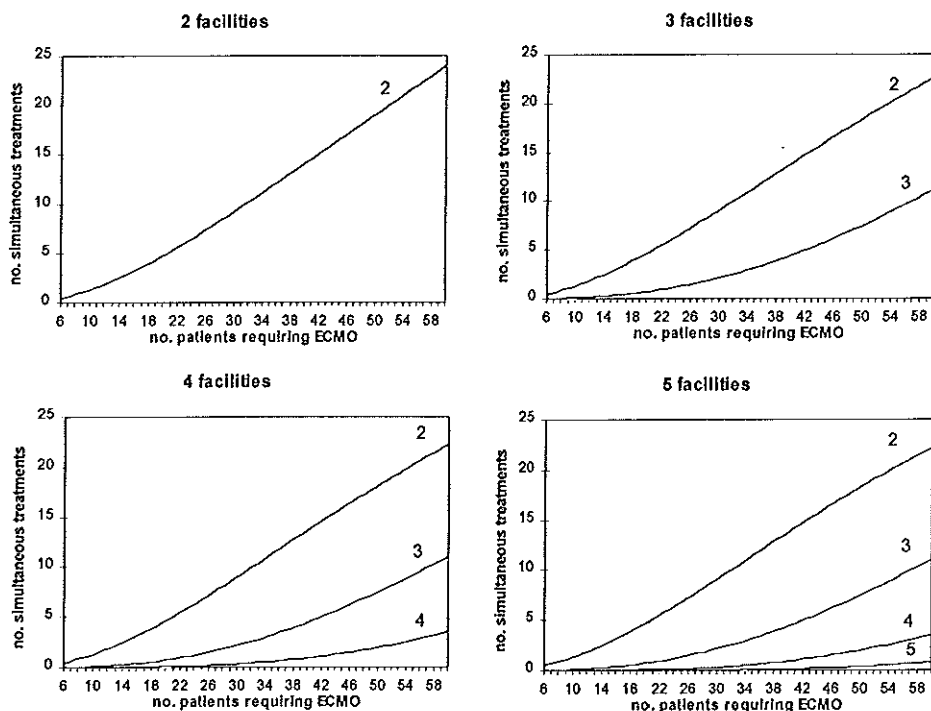 2 facilities
no. simultaneous treatments
25
20
15
10
5
0
2
6 10 14 18 22 26 30 34 38 42 46 50 54 58
no. patients requiring ECMO
3 facilities
no. simultaneous treatments
25
20
15
10
5
0
2
3
6 10 14 18 22 26 30 34 38 42 46 50 54 58
no. patients requiring ECMO
4 facilities
no. simultaneous treatments
25
20
15
10
5
0
2
3
4
6 10 14 18 22 26 30 34 38 42 46 50 54 58
no. patients requiring ECMO
5 facilities
no. simultaneous treatments
25
20
15
10
5
0
2
3
4
5
6 10 14 18 22 26 30 34 38 42 46 50 54 58
no. patients requiring ECMO